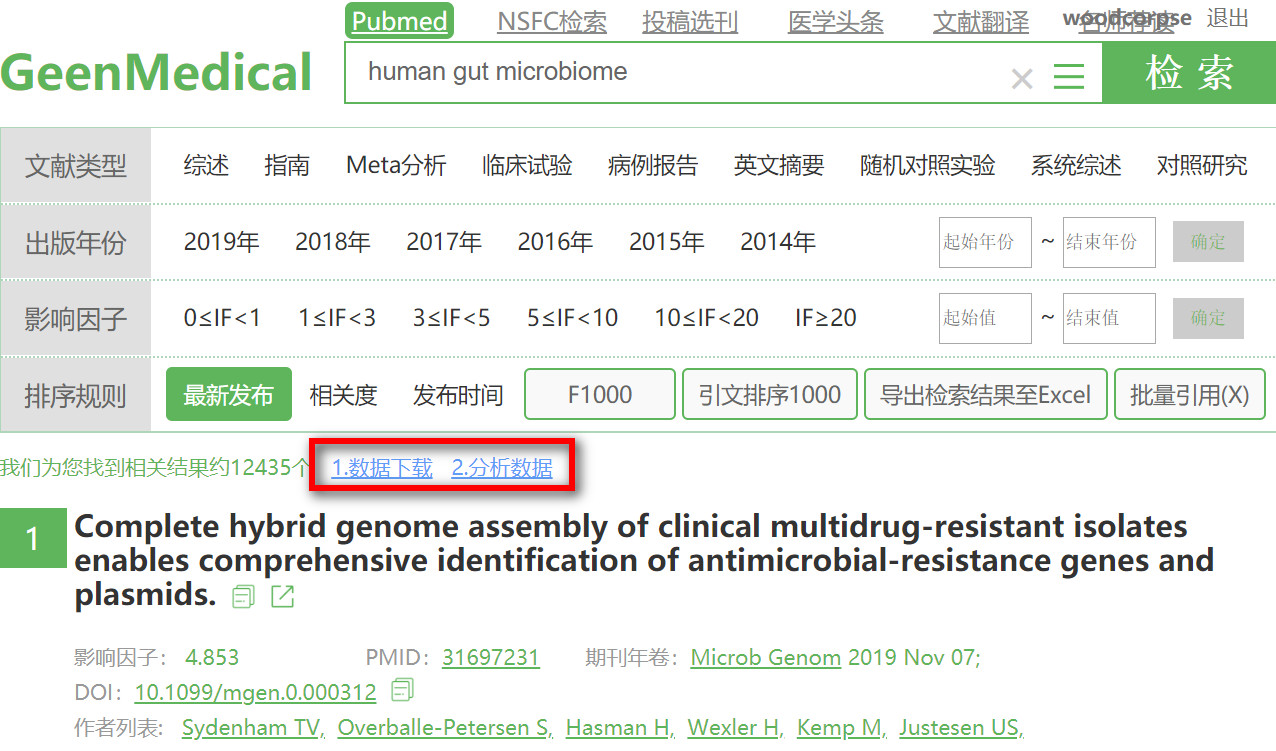 Pubmed NSFC检索 投稿选刊 医学头条 文献翻译 woodcorpse 退出
GeenMedical
human gut microbiome
检 索
文献类型 综述 指南 Meta分析 临床试验 病例报告 英文摘要 随机对照实验 系统综述 对照研究
出版年份 2019年 2018年 2017年 2016年 2015年 2014年 起始年份 ~ 结束年份 确定
影响因子 0≤IF<1 1≤IF<3 3≤IF<5 5≤IF<10 10≤IF<20 IF≥20 起始值 ~ 结束值 确定
排序规则 最新发布 相关度 发布时间 F1000 引文排序1000 导出检索结果至Excel 批量引用(X)
我们为您找到相关结果约12435个 1.数据下载 2.分析数据
1 Complete hybrid genome assembly of clinical multidrug-resistant isolates
enables comprehensive identification of antimicrobial-resistance genes and
plasmids.
影响因子: 4.853 PMID: 31697231 期刊年卷: Microb Genom 2019 Nov 07;
DOI: 10.1099/mgen.0.000312
作者列表: Sydenham TV, Overballe-Petersen S, Hasman H, Wexler H, Kemp M, Justesen US,